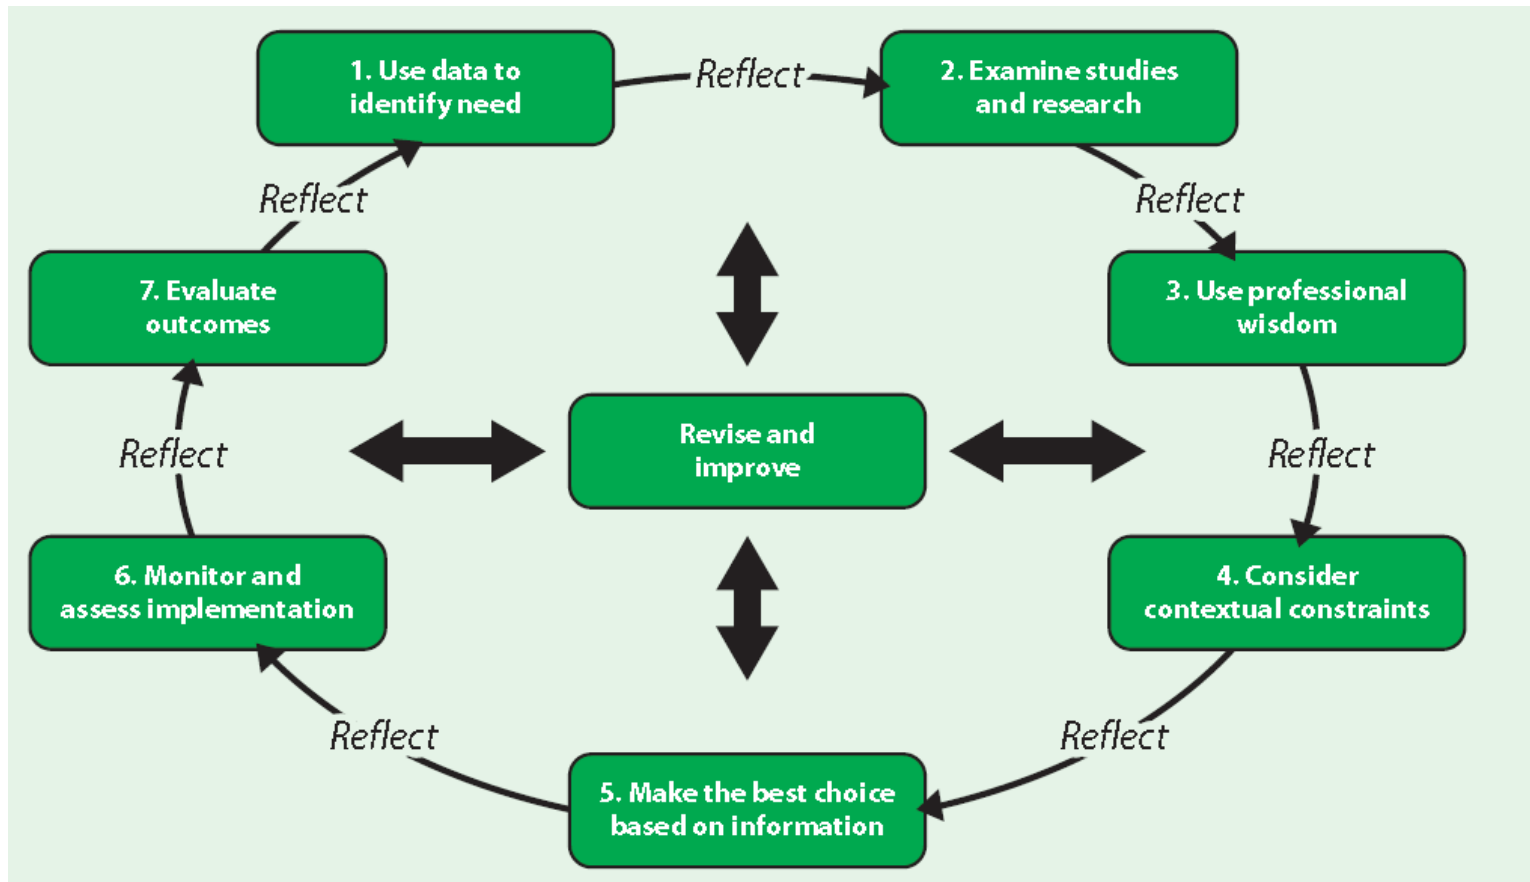 1. Use data to
identify need
Reflect
2. Examine studies
and research
Reflect
3. Use professional
wisdom
Reflect
4. Consider
contextual constraints
Reflect
5. Make the best choice
based on information
Reflect
6. Monitor and
assess implementation
Reflect
7. Evaluate
outcomes
Reflect
Revise and
improve